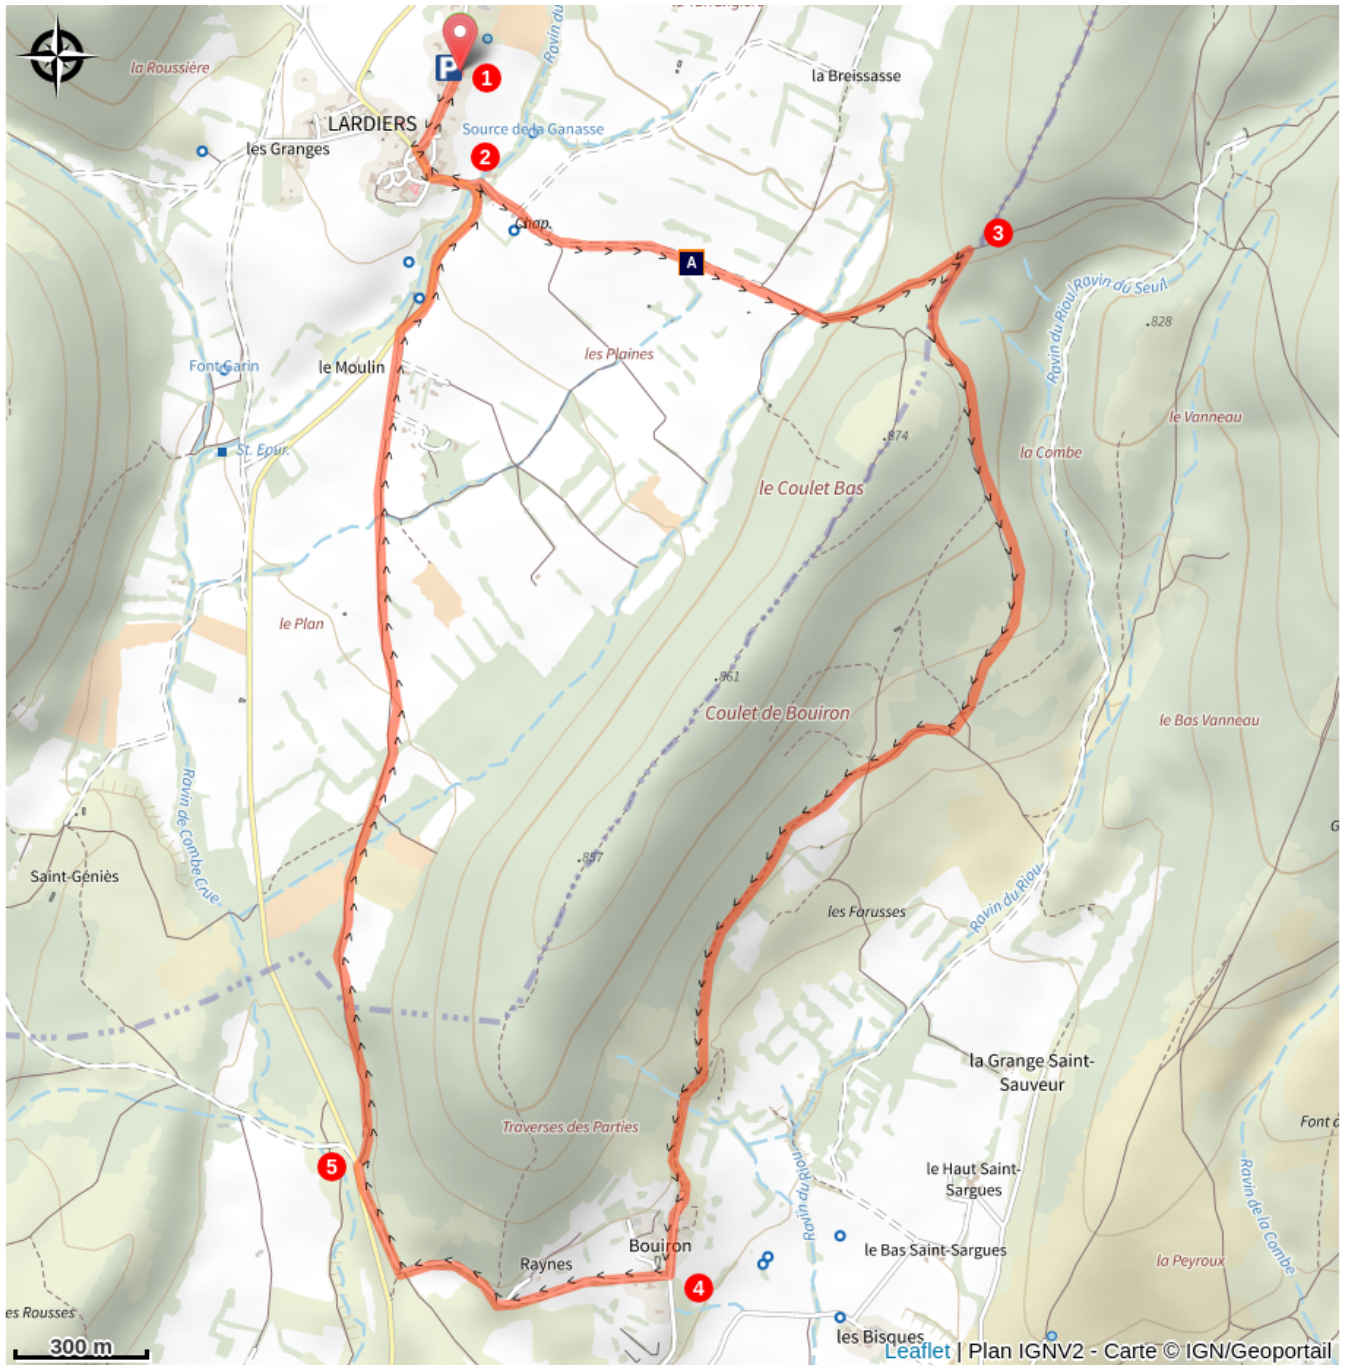 la Roussière
P
1
Ravin du
la Breissasse
LARDIERS
Source de la Ganasse
les Granges
2
Chap.
3
A
Ravin du Riou
Ravin du Seuil
.828
les Plaines
Font Garin
le Moulin
le Vanneau
.874
St. Epur.
la Combe
le Coulet Bas
le Plan
.861
Coulet de Bouiron
le Bas Vanneau
Ravin de Combe Crue
.857
Saint-Géniès
les Farusses
Ravin du Riou
la Grange Saint-
Sauveur
Traverses des Parties
Font d
5
le Haut Saint-
Sargues
Ravin du Riou
Ravin de la Combe
Bouiron
le Bas Saint-Sargues
Raynes
la Peyroux
4
es Rousses
les Bisques
300 m
Leaflet | Plan IGNV2 - Carte © IGN/Geoportail